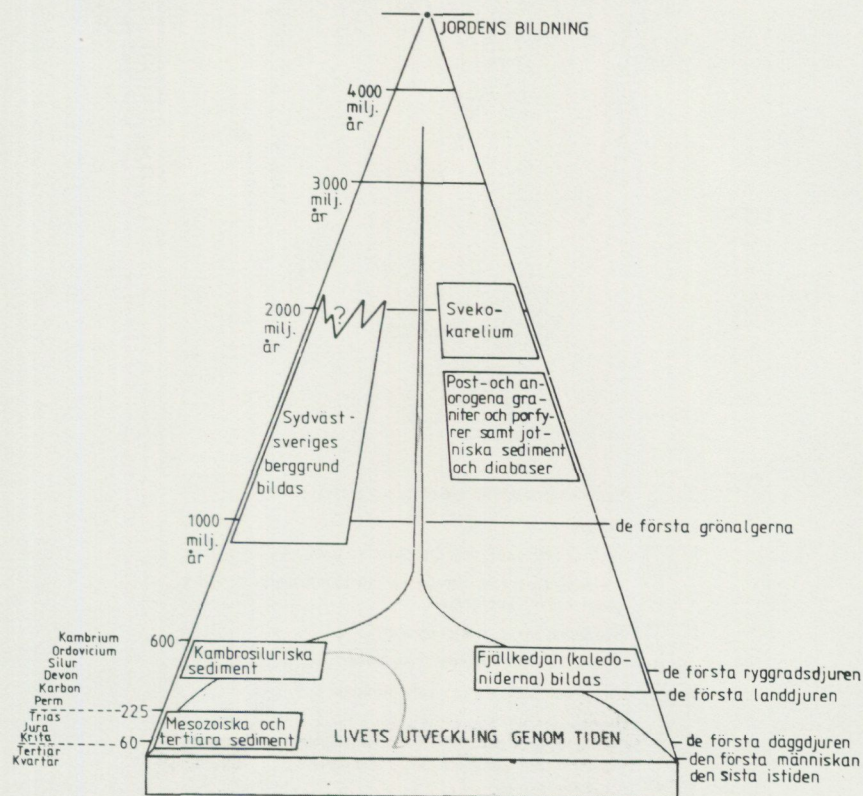 JORDENS BILDNING
4000
milj.
år
3000
milj.
år
2000
milj.
år
?
Sveko-
karelium
Post- och an-
orogena gra-
niter och porfy-
rer samt jot-
niska sediment
och diabaser
Sydväst-
sveriges
berggrund
bildas
1000
milj.
år
de första grönalgerna
600
Kambrium
Ordovicium
Silur
Devon
Karbon
Perm
Trias
Jura
Krita
Tertiär
Kvartär
225
60
Kambrosiluriska
sediment
Fjällkedjan (kaledo-
niderna) bildas
de första ryggradsdjuren
de första landdjuren
Mesozoiska och
tertiära sediment
LIVETS UTVECKLING GENOM TIDEN
de första däggdjuren
den första människan
den sista istiden